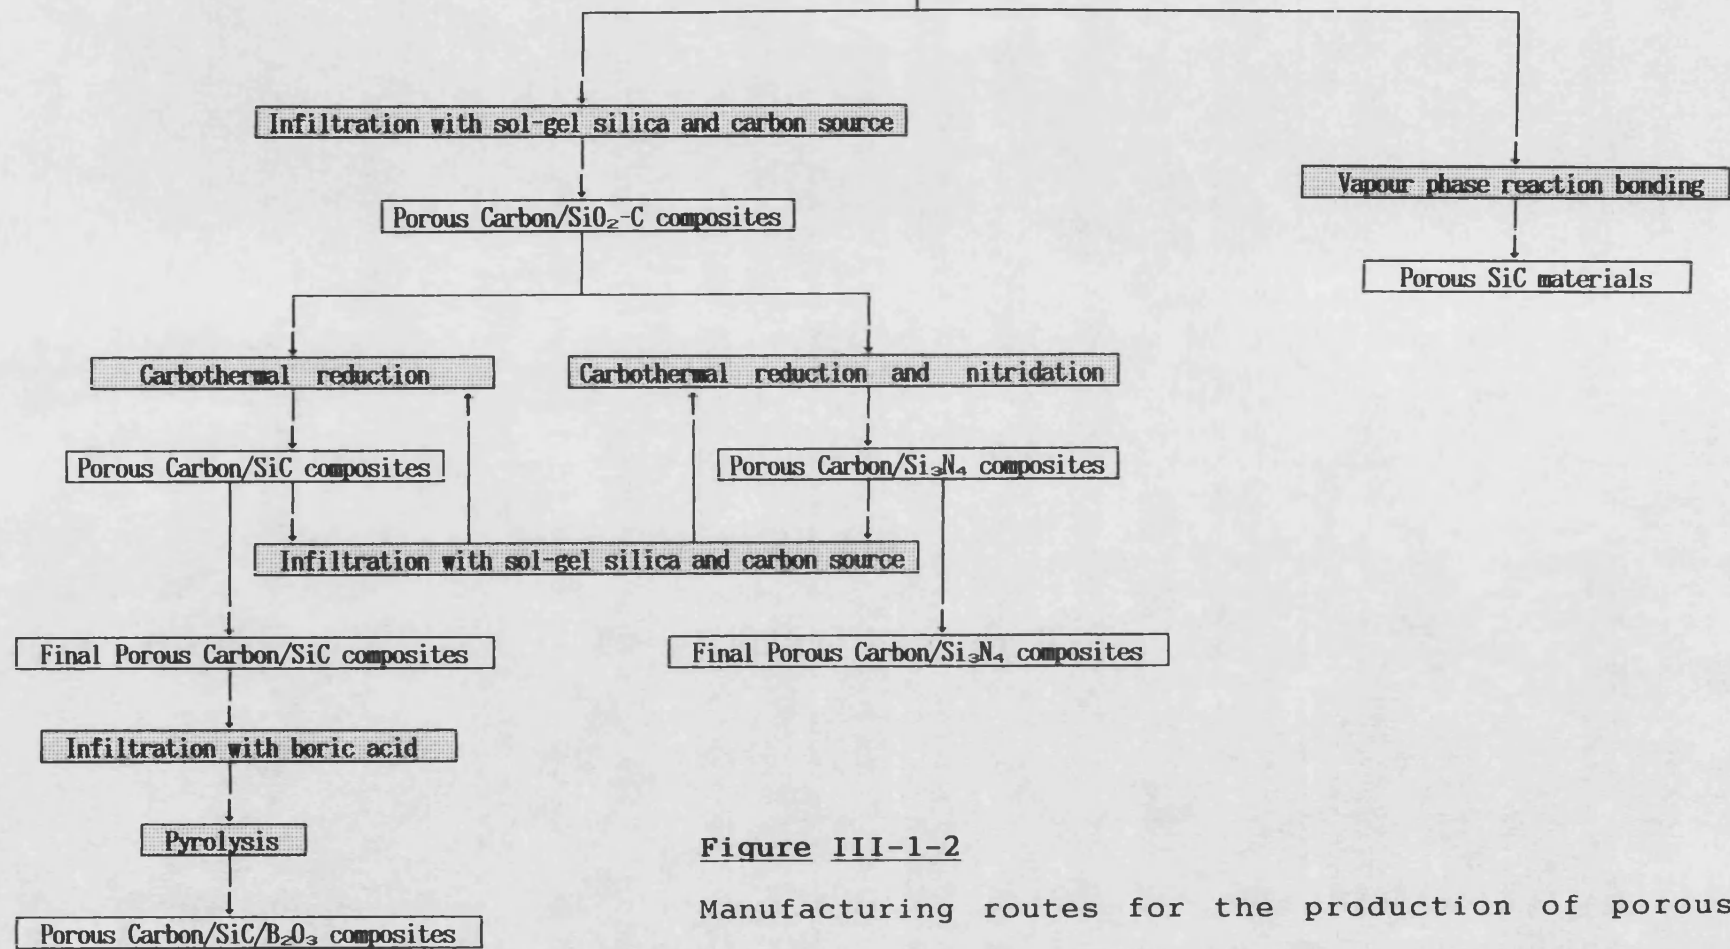 Infiltration with sol-gel silica and carbon source
Vapour phase reaction bonding
Porous Carbon/SiO₂-C composites
Porous SiC materials
Carbothermal reduction
Carbothermal reduction and nitridation
Porous Carbon/SiC composites
Porous Carbon/Si₃N₄ composites
Infiltration with sol-gel silica and carbon source
Final Porous Carbon/SiC composites
Final Porous Carbon/Si₃N₄ composites
Infiltration with boric acid
Pyrolysis
Porous Carbon/SiC/B₂O₃ composites
Figure III-1-2
Manufacturing routes for the production of porous